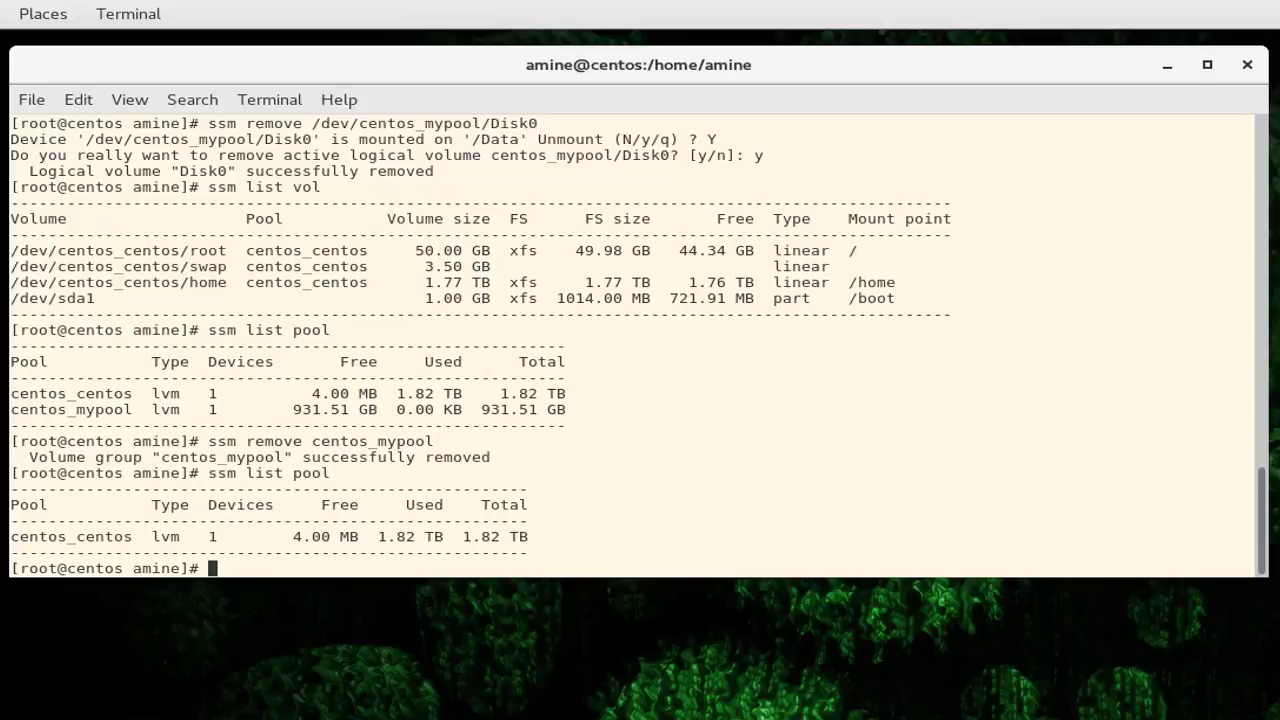 Places Terminal
amine@centos:/home/amine
File Edit View Search Terminal Help
[root@centos amine]# ssm remove /dev/centos_mypool/Disk0
Device '/dev/centos_mypool/Disk0' is mounted on '/Data' Unmount (N/y/q) ? Y
Do you really want to remove active logical volume centos_mypool/Disk0? [y/n]: y
  Logical volume "Disk0" successfully removed
[root@centos amine]# ssm list vol
----------------------------------------------------------------------------------------------------
Volume                   Pool           Volume size  FS      FS size       Free  Type    Mount point
----------------------------------------------------------------------------------------------------
/dev/centos_centos/root  centos_centos     50.00 GB  xfs    49.98 GB   44.34 GB  linear  /
/dev/centos_centos/swap  centos_centos      3.50 GB                              linear
/dev/centos_centos/home  centos_centos      1.77 TB  xfs     1.77 TB    1.76 TB  linear  /home
/dev/sda1                                   1.00 GB  xfs  1014.00 MB  721.91 MB  part    /boot
----------------------------------------------------------------------------------------------------
[root@centos amine]# ssm list pool
-----------------------------------------------------------
Pool           Type  Devices       Free     Used      Total
-----------------------------------------------------------
centos_centos  lvm   1          4.00 MB  1.82 TB    1.82 TB
centos_mypool  lvm   1        931.51 GB  0.00 KB  931.51 GB
-----------------------------------------------------------
[root@centos amine]# ssm remove centos_mypool
  Volume group "centos_mypool" successfully removed
[root@centos amine]# ssm list pool
-------------------------------------------------------
Pool           Type  Devices     Free     Used    Total
-------------------------------------------------------
centos_centos  lvm   1        4.00 MB  1.82 TB  1.82 TB
-------------------------------------------------------
[root@centos amine]#